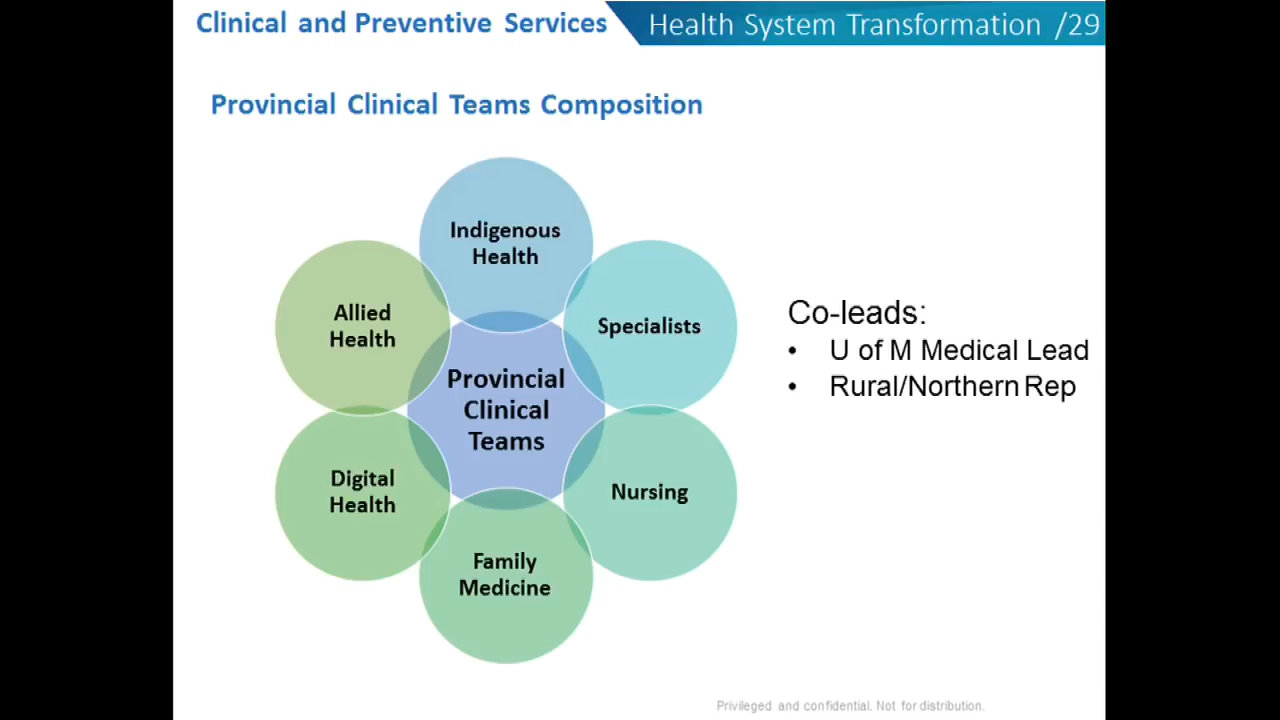 Clinical and Preventive Services
Health System Transformation /29
Provincial Clinical Teams Composition
Indigenous
Health
Allied
Health
Specialists
Provincial
Clinical
Teams
Digital
Health
Nursing
Family
Medicine
Co-leads:
• U of M Medical Lead
• Rural/Northern Rep
Privileged and confidential. Not for distribution.